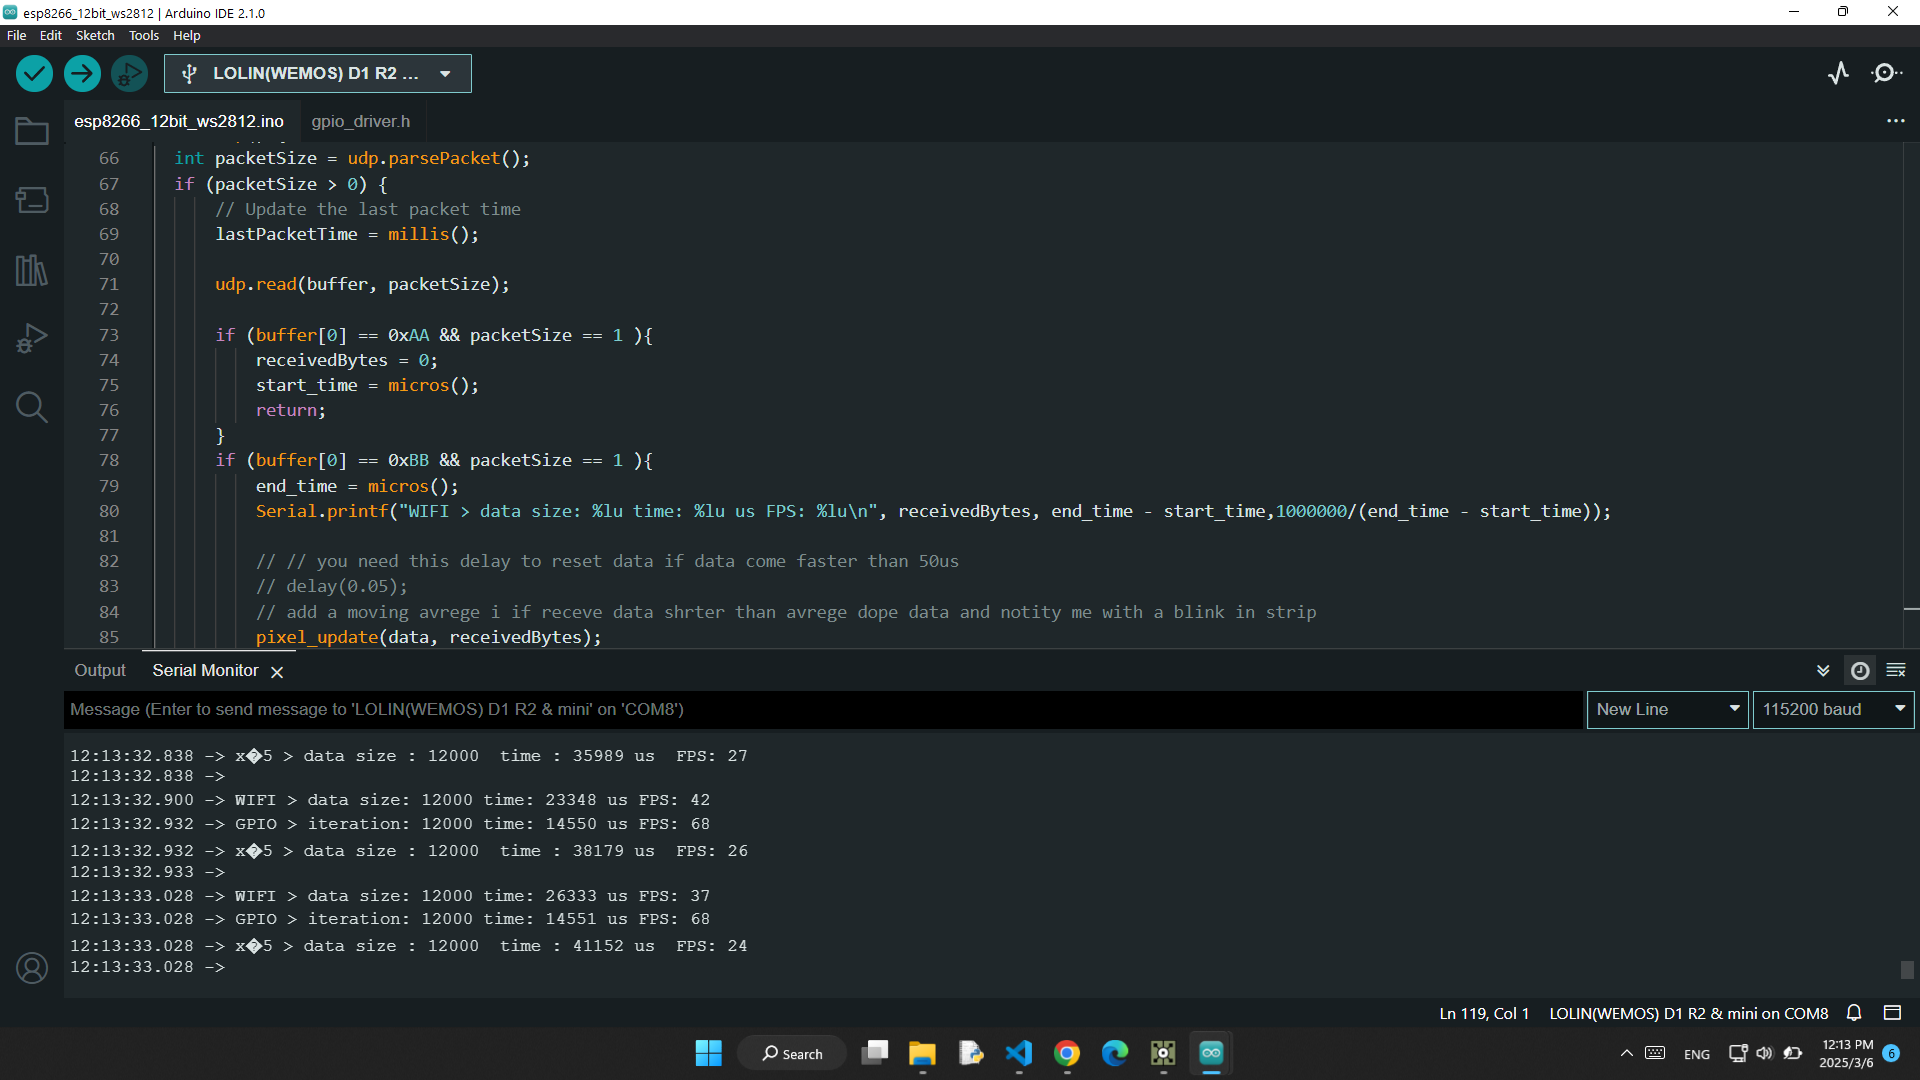 esp8266_12bit_ws2812 | Arduino IDE 2.1.0
File Edit Sketch Tools Help
LOLIN(WEMOS) D1 R2 ...
esp8266_12bit_ws2812.ino gpio_driver.h
66 int packetSize = udp.parsePacket();
67 if (packetSize > 0) {
68 // Update the last packet time
69 lastPacketTime = millis();
70
71 udp.read(buffer, packetSize);
72
73 if (buffer[0] == 0xAA && packetSize == 1 ){
74 receivedBytes = 0;
75 start_time = micros();
76 return;
77 }
78 if (buffer[0] == 0xBB && packetSize == 1 ){
79 end_time = micros();
80 Serial.printf("WIFI > data size: %lu time: %lu us FPS: %lu\n", receivedBytes, end_time - start_time,1000000/(end_time - start_time));
81
82 // // you need this delay to reset data if data come faster than 50us
83 // delay(0.05);
84 // add a moving avrege i if receve data shrter than avrege dope data and notity me with a blink in strip
85 pixel_update(data, receivedBytes);
Output Serial Monitor
Message (Enter to send message to 'LOLIN(WEMOS) D1 R2 & mini' on 'COM8')
New Line 115200 baud
12:13:32.838 -> x�5 > data size : 12000  time : 35989 us  FPS: 27
12:13:32.838 ->
12:13:32.900 -> WIFI > data size: 12000 time: 23348 us FPS: 42
12:13:32.932 -> GPIO > iteration: 12000 time: 14550 us FPS: 68
12:13:32.932 -> x�5 > data size : 12000  time : 38179 us  FPS: 26
12:13:32.933 ->
12:13:33.028 -> WIFI > data size: 12000 time: 26333 us FPS: 37
12:13:33.028 -> GPIO > iteration: 12000 time: 14551 us FPS: 68
12:13:33.028 -> x�5 > data size : 12000  time : 41152 us  FPS: 24
12:13:33.028 ->
Ln 119, Col 1 LOLIN(WEMOS) D1 R2 & mini on COM8
Search
ENG
12:13 PM
2025/3/6
6